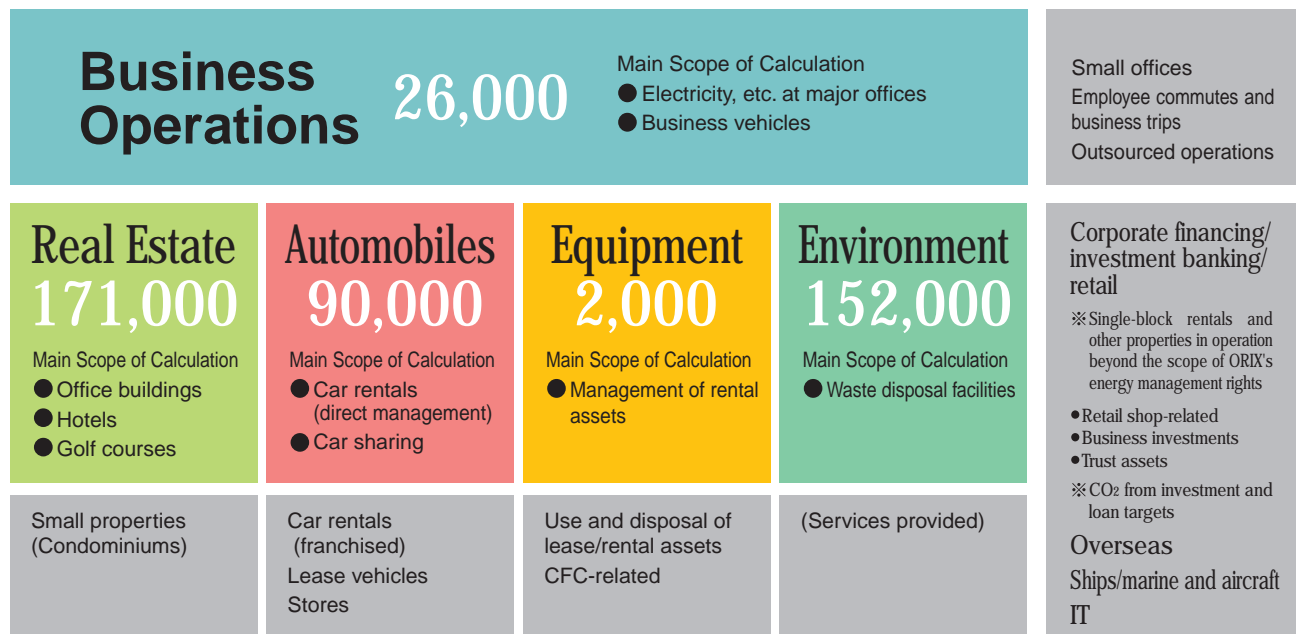 Business
Operations
26,000
Main Scope of Calculation
● Electricity, etc. at major offices
● Business vehicles
Small offices
Employee commutes and
business trips
Outsourced operations
Real Estate
171,000
Main Scope of Calculation
● Office buildings
● Hotels
● Golf courses
Automobiles
90,000
Main Scope of Calculation
● Car rentals
(direct management)
● Car sharing
Equipment
2,000
Main Scope of Calculation
● Management of rental
assets
Environment
152,000
Main Scope of Calculation
● Waste disposal facilities
Corporate financing/
investment banking/
retail
※Single-block rentals and
other properties in operation
beyond the scope of ORIX's
energy management rights
●Retail shop-related
●Business investments
●Trust assets
※CO2 from investment and
loan targets
Overseas
Ships/marine and aircraft
IT
Small properties
(Condominiums)
Car rentals
(franchised)
Lease vehicles
Stores
Use and disposal of
lease/rental assets
CFC-related
(Services provided)